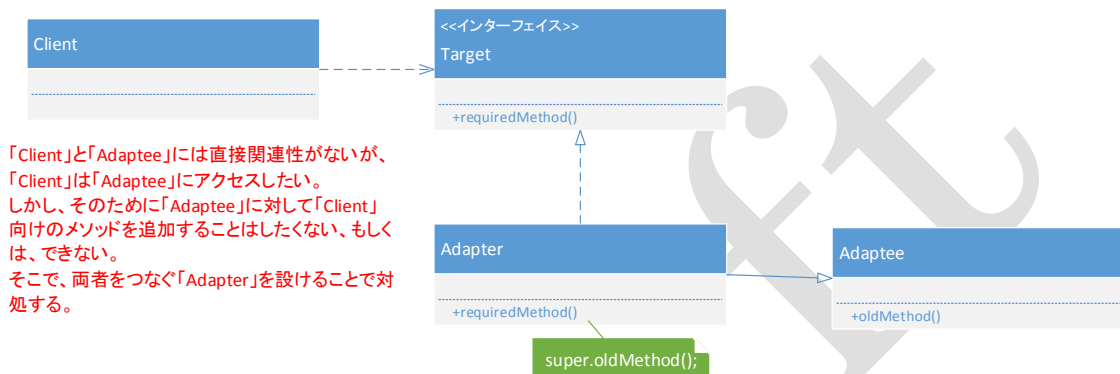 Client
<<インターフェイス>>
Target
+requiredMethod()
「Client」と「Adaptee」には直接関連性がないが、
「Client」は「Adaptee」にアクセスしたい。
しかし、そのために「Adaptee」に対して「Client」
向けのメソッドを追加することはしたくない、もしく
は、できない。
そこで、両者をつなぐ「Adapter」を設けることで対
処する。
Adapter
+requiredMethod()
Adaptee
+oldMethod()
super.oldMethod();
ft